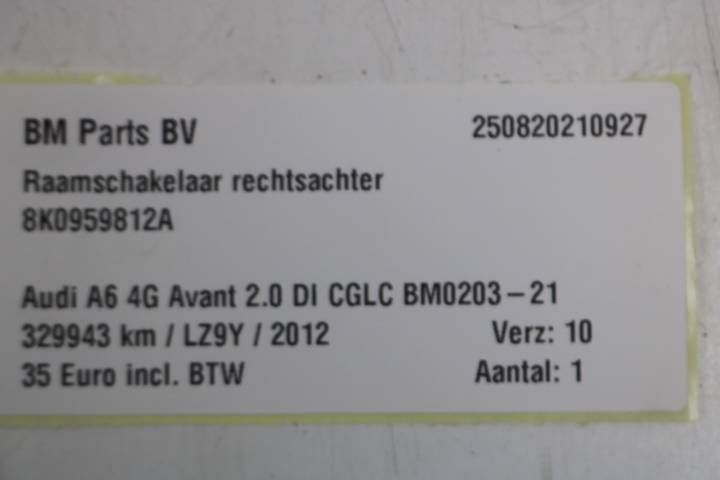 BM Parts BV 250820210927
Raamschakelaar rechtsachter
8K0959812A
Audi A6 4G Avant 2.0 DI CGLC BM0203-21
329943 km / LZ9Y / 2012 Verz: 10
35 Euro incl. BTW Aantal: 1